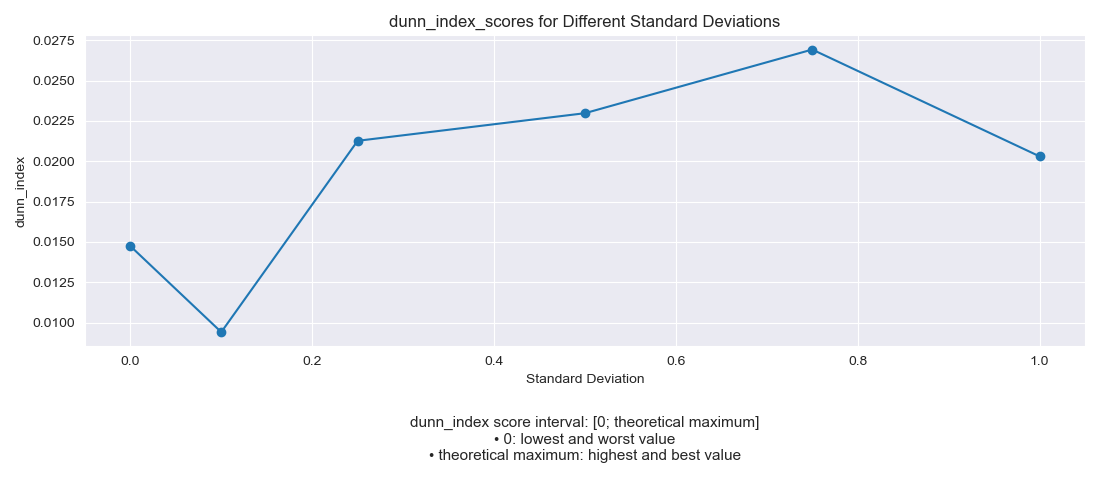 dunn_index_scores for Different Standard Deviations
0.0275
0.0250
0.0225
0.0200
0.0175
0.0150
0.0125
0.0100
dunn_index
0.0 0.2 0.4 0.6 0.8 1.0
Standard Deviation
dunn_index score interval: [0; theoretical maximum]
• 0: lowest and worst value
• theoretical maximum: highest and best value